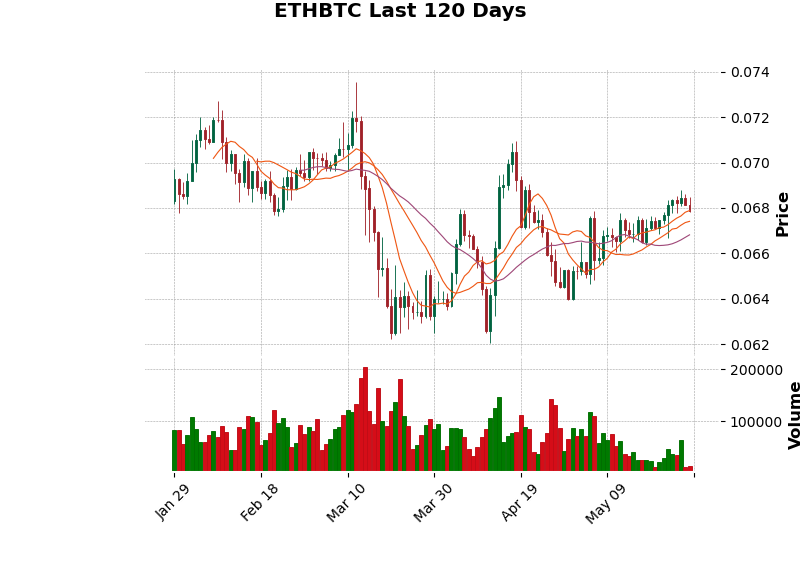 ETHBTC Last 120 Days
0.074
0.072
0.070
0.068
0.066
0.064
0.062
Price
200000
100000
Volume
Jan 29
Feb 18
Mar 10
Mar 30
Apr 19
May 09